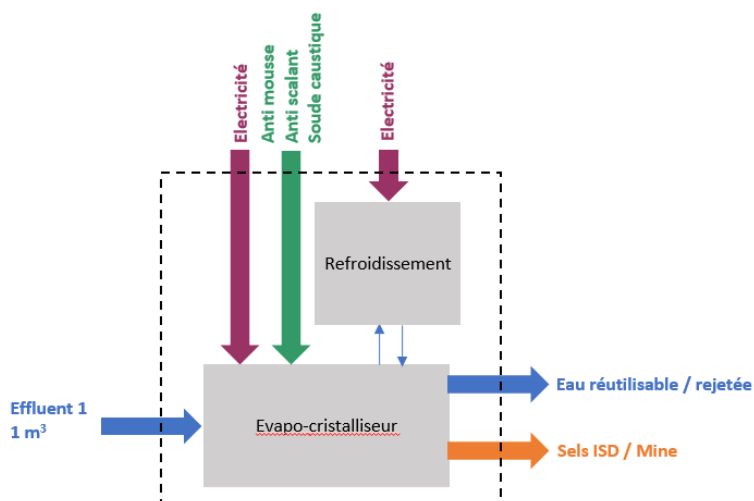 Electricité
Anti mousse
Anti scalant
Soude caustique
Electricité
Refroidissement
Effluent 1
1 m³
Evapo-cristalliseur
Eau réutilisable / rejetée
Sels ISD / Mine